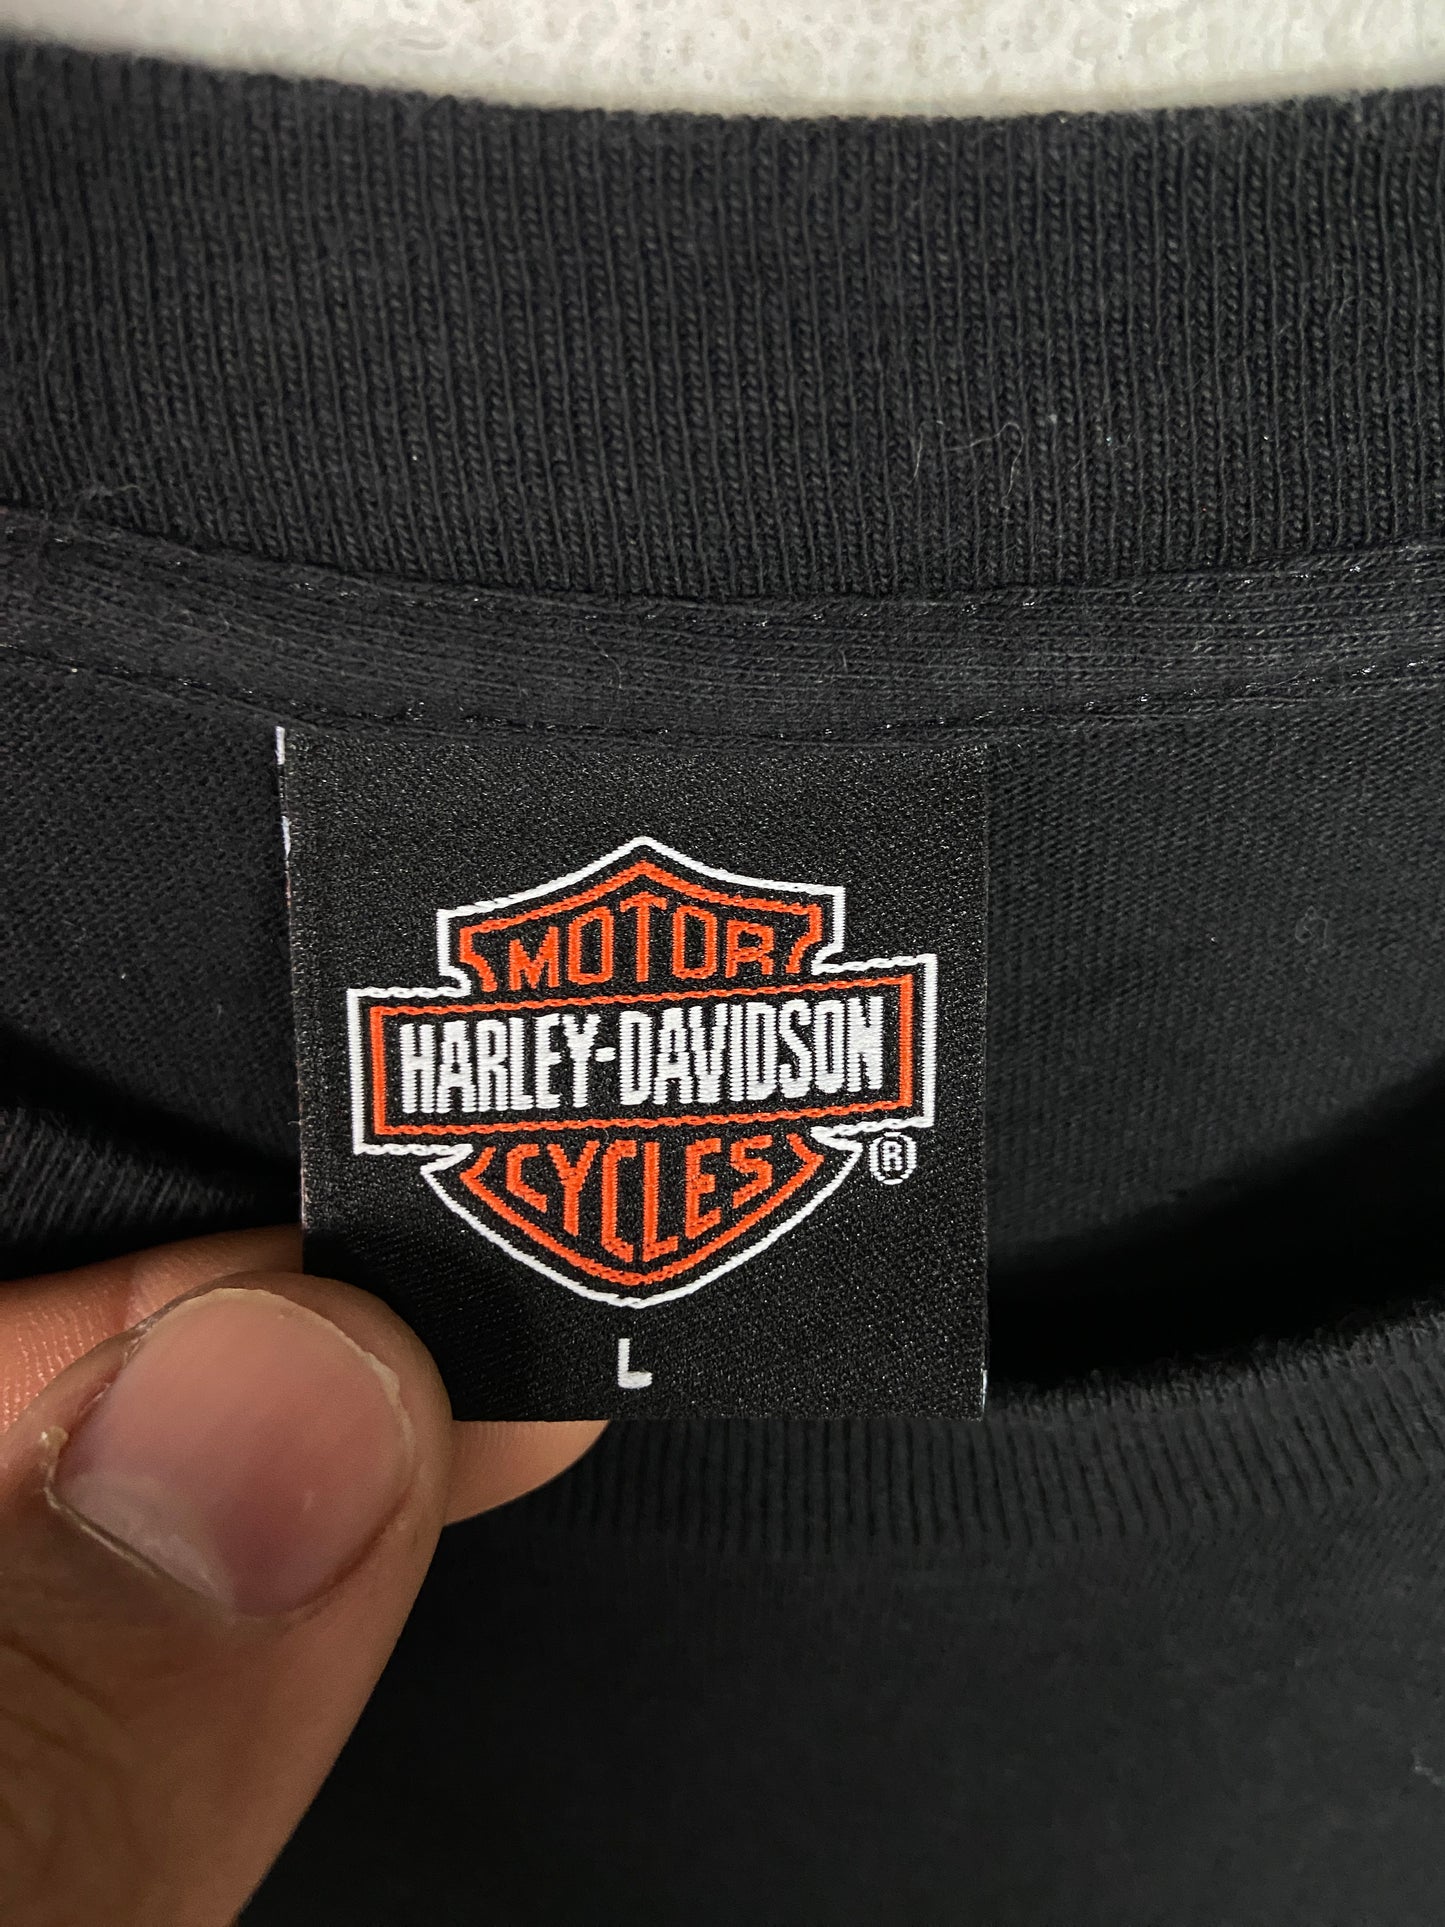 MOTOR
HARLEY-DAVIDSON
CYCLES
®
L